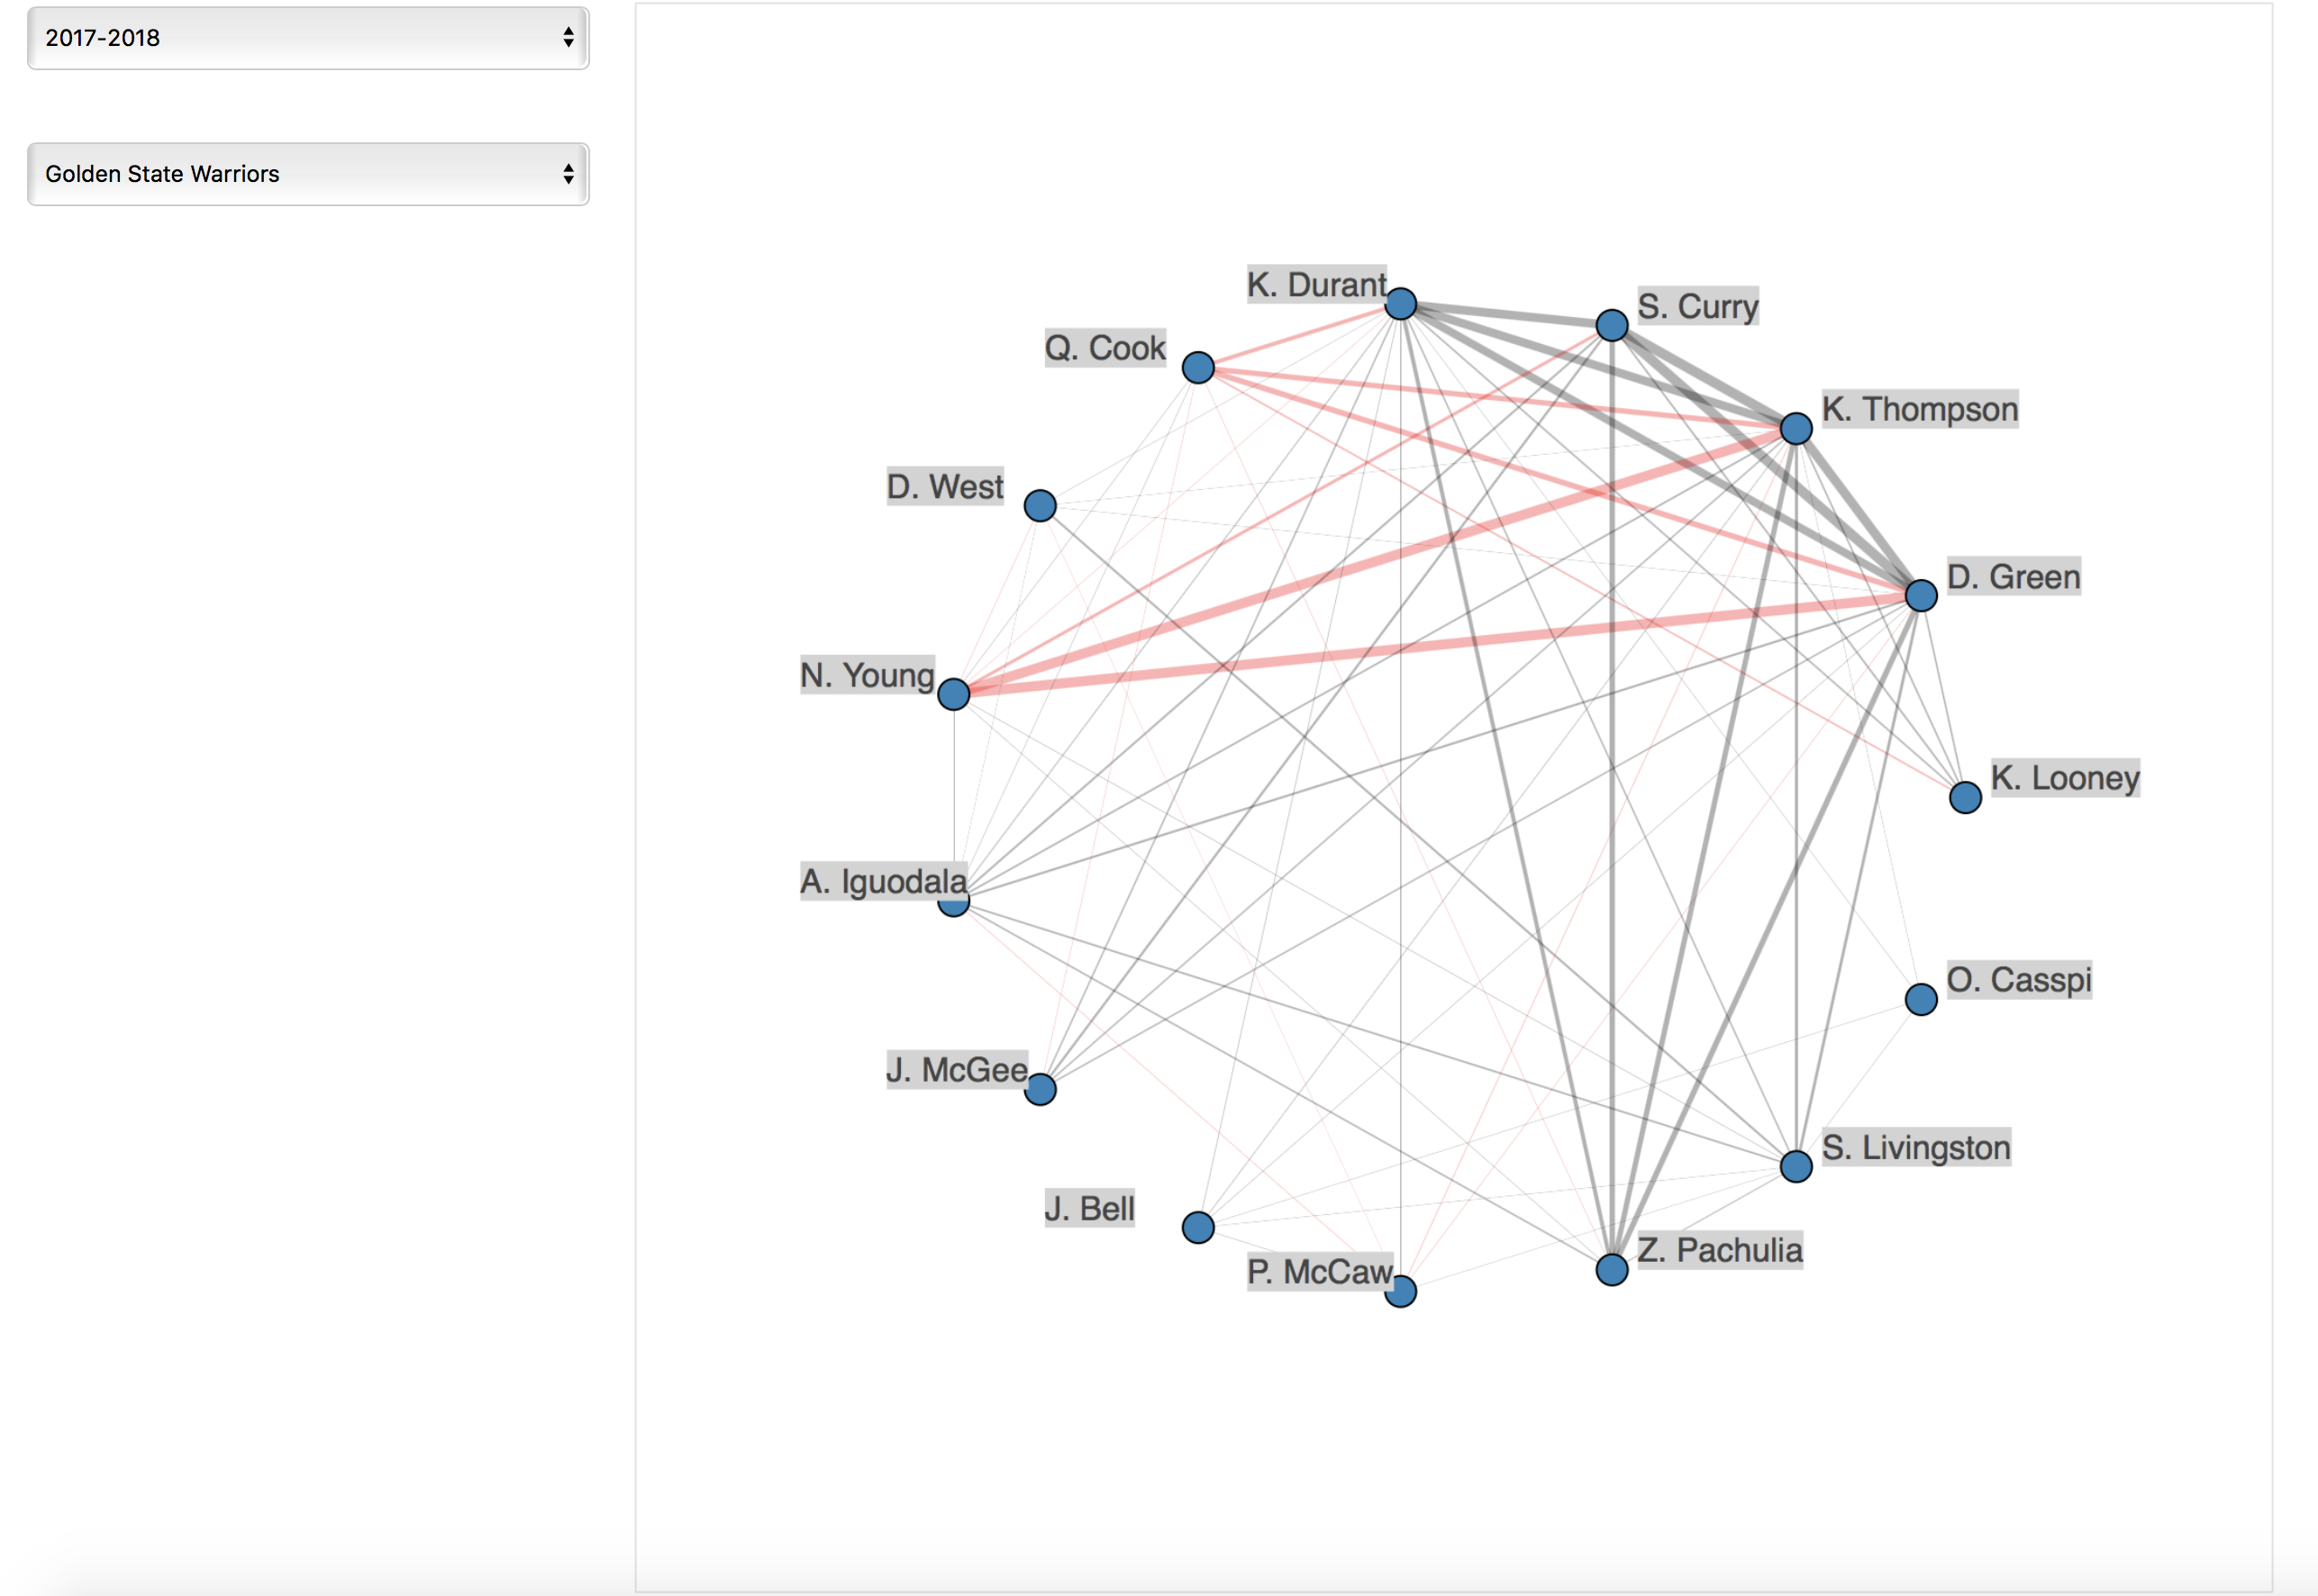 2017-2018
Golden State Warriors
K. Durant
S. Curry
Q. Cook
K. Thompson
D. West
D. Green
N. Young
K. Looney
A. Iguodala
O. Casspi
J. McGee
S. Livingston
J. Bell
Z. Pachulia
P. McCaw